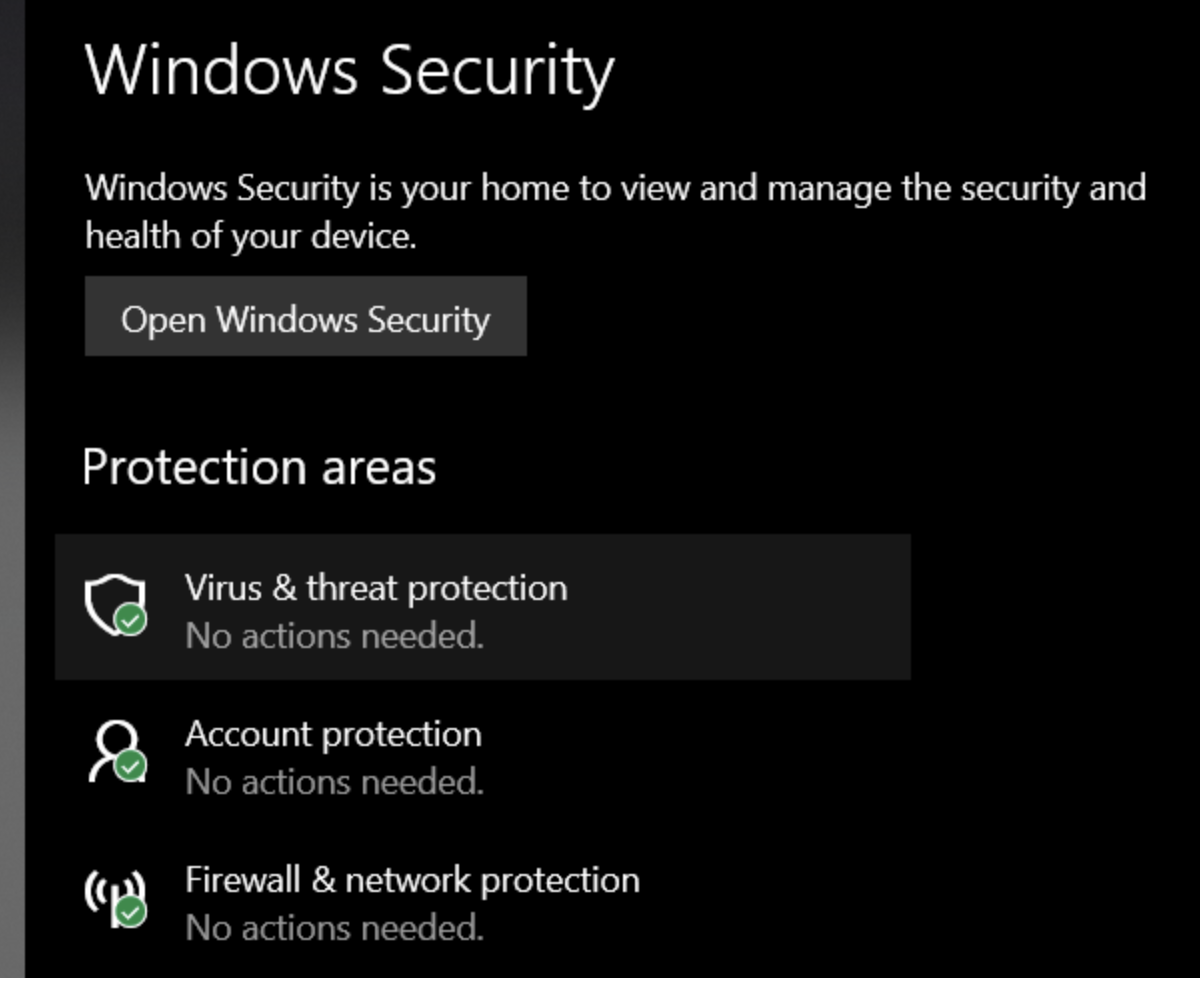 Windows Security
Windows Security is your home to view and manage the security and
health of your device.
Open Windows Security
Protection areas
Virus & threat protection
No actions needed.
Account protection
No actions needed.
Firewall & network protection
No actions needed.